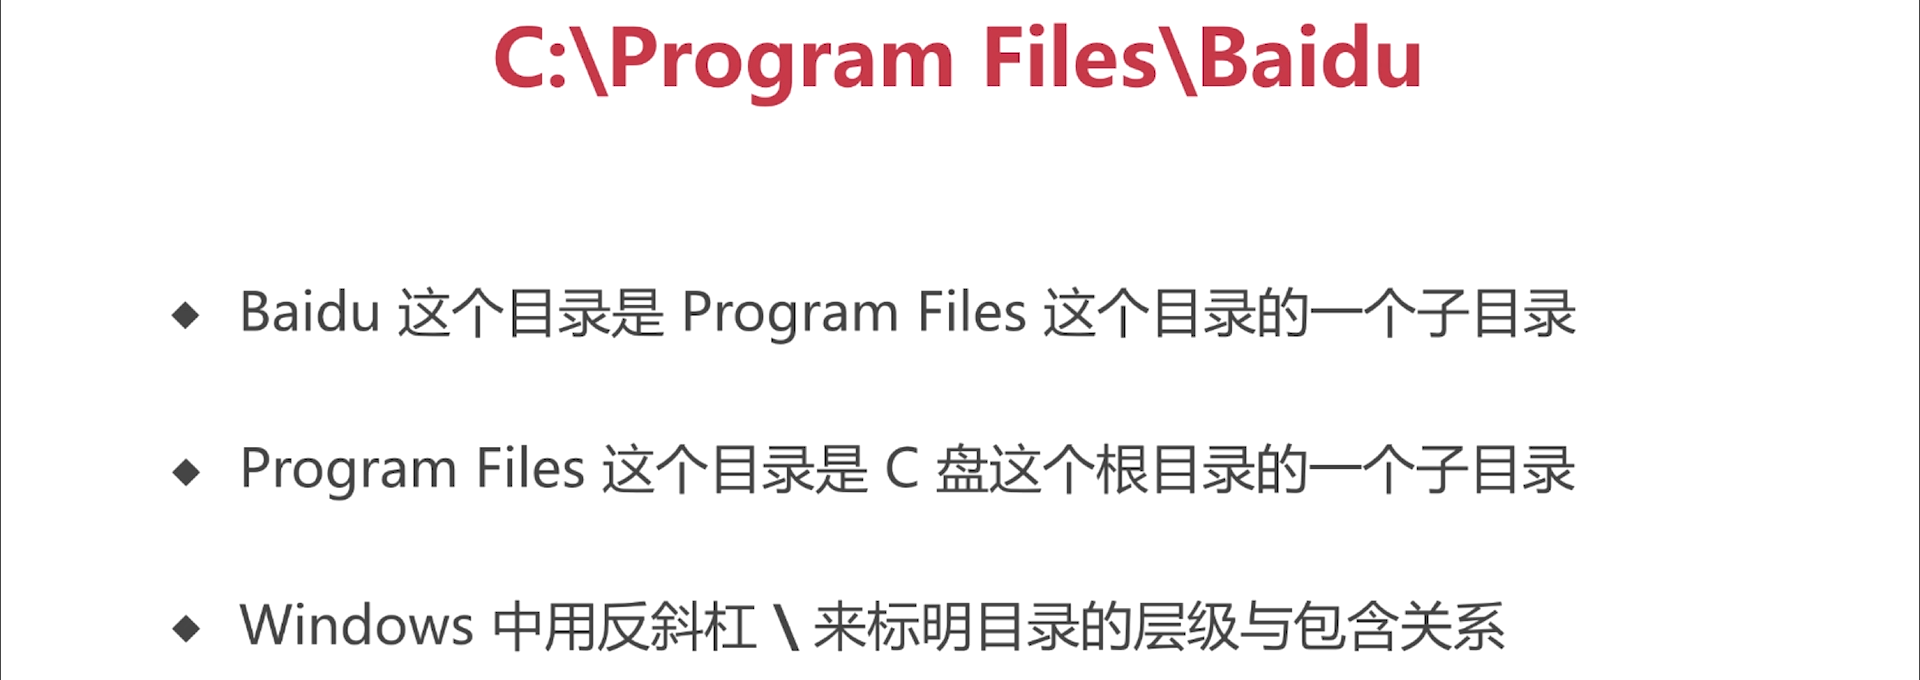 C:\Program Files\Baidu
◆ Baidu 这个目录是 Program Files 这个目录的一个子目录
◆ Program Files 这个目录是 C 盘这个根目录的一个子目录
◆ Windows 中用反斜杠 \ 来标明目录的层级与包含关系